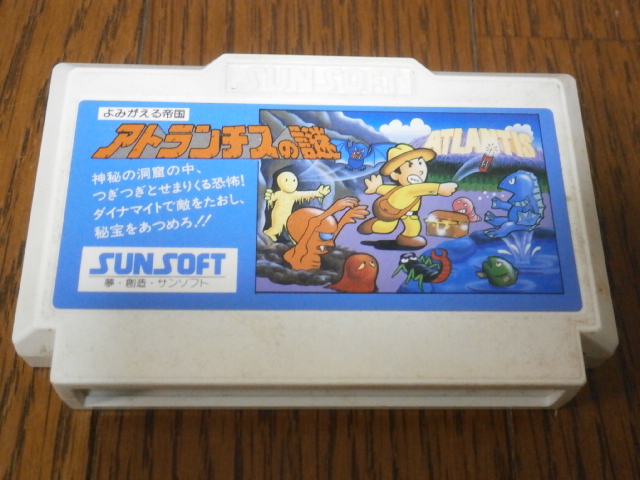 SUNSOFT
よみがえる帝国
アトランチスの謎
ATLANTIS
神秘の洞窟の中、
つぎつぎとせまりくる恐怖!
ダイナマイトで敵をたおし、
秘宝をあつめろ!!
SUNSOFT
夢・創造・サンソフト